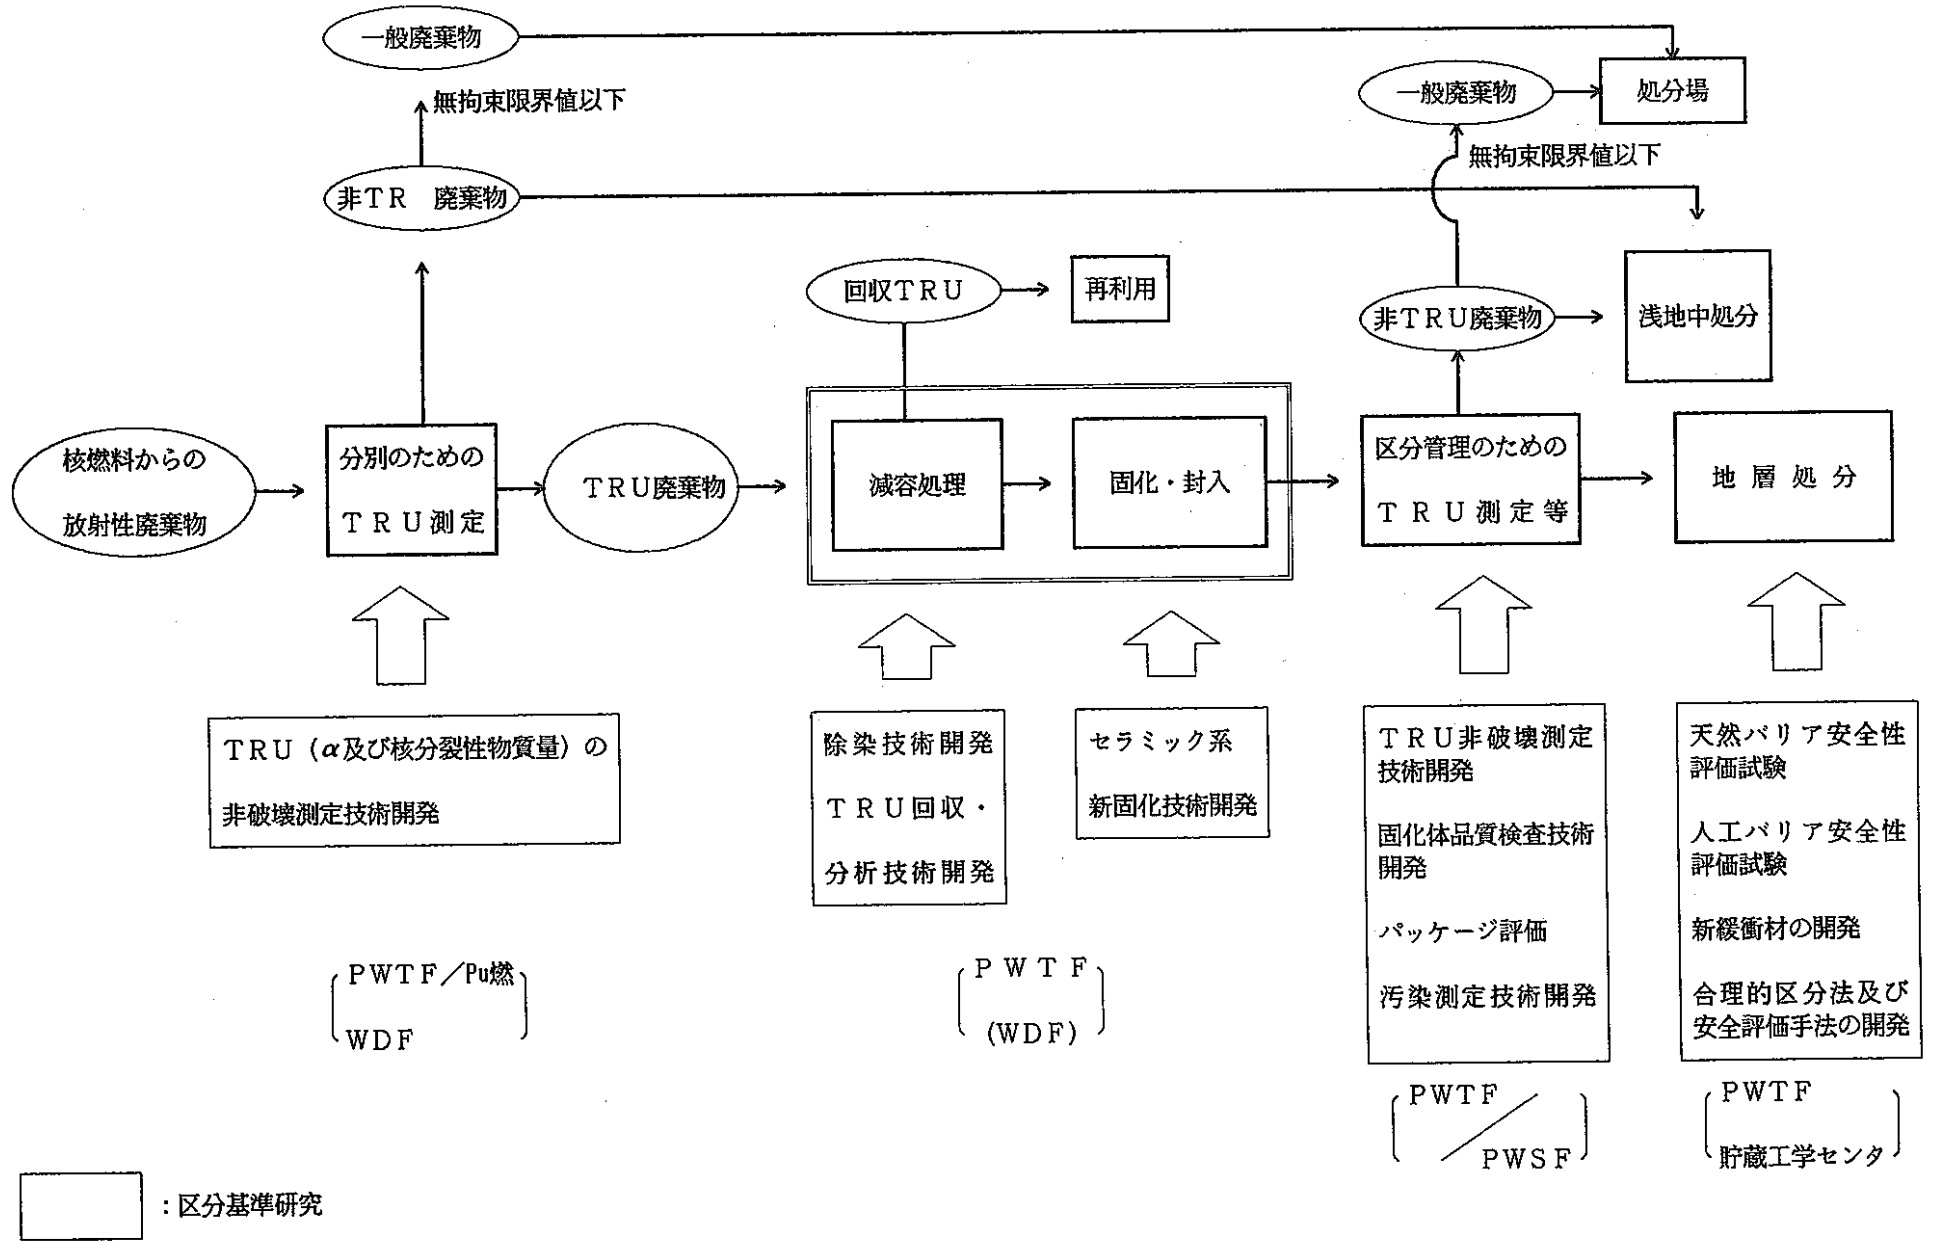 一般廃棄物
無拘束限界値以下
一般廃棄物
処分場
無拘束限界値以下
非ＴＲ　廃棄物
回収ＴＲＵ
再利用
非ＴＲＵ廃棄物
浅地中処分
核燃料からの
放射性廃棄物
分別のための
ＴＲＵ測定
ＴＲＵ廃棄物
減容処理
固化・封入
区分管理のための
ＴＲＵ測定等
地層処分
ＴＲＵ（α及び核分裂性物質量）の
非破壊測定技術開発
除染技術開発
ＴＲＵ回収・
分析技術開発
セラミック系
新固化技術開発
ＴＲＵ非破壊測定
技術開発
固化体品質検査技術
開発
パッケージ評価
汚染測定技術開発
天然バリア安全性
評価試験
人工バリア安全性
評価試験
新緩衝材の開発
合理的区分法及び
安全評価手法の開発
ＰＷＴＦ／Pu燃
ＷＤＦ
ＰＷＴＦ
（ＷＤＦ）
ＰＷＴＦ
／
ＰＷＳＦ
ＰＷＴＦ
貯蔵工学センタ
：区分基準研究